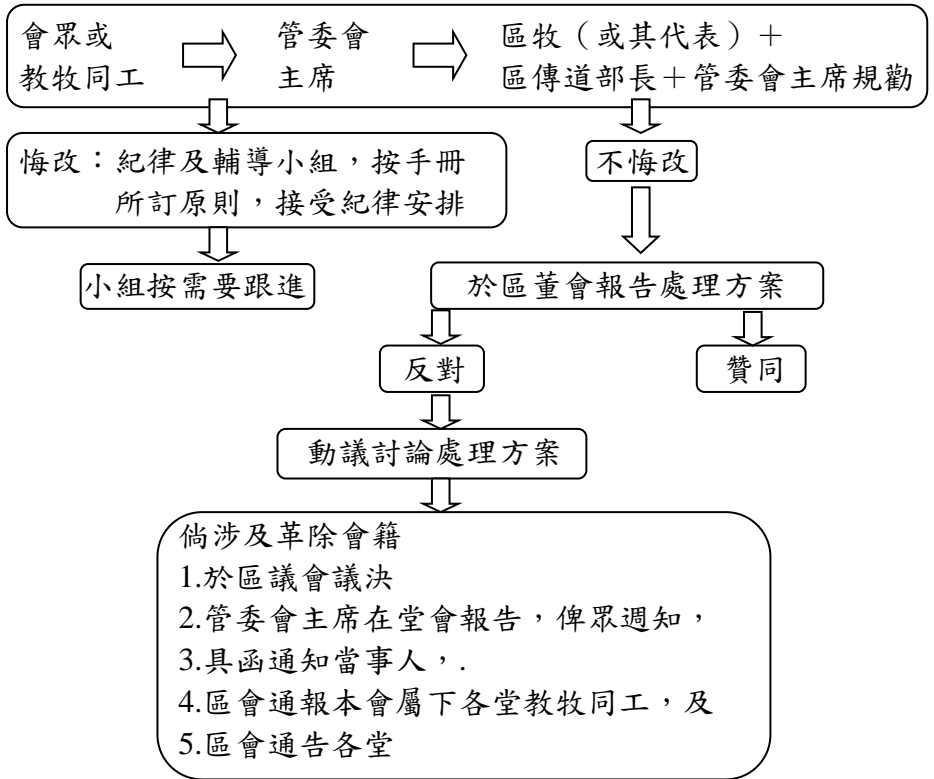 會眾或
教牧同工
管委會
主席
區牧（或其代表）＋
區傳道部長＋管委會主席規勸
悔改：紀律及輔導小組，按手冊
所訂原則，接受紀律安排
不悔改
小組按需要跟進
於區董會報告處理方案
反對
贊同
動議討論處理方案
倘涉及革除會籍
1.於區議會議決
2.管委會主席在堂會報告，俾眾週知，
3.具函通知當事人，.
4.區會通報本會屬下各堂教牧同工，及
5.區會通告各堂